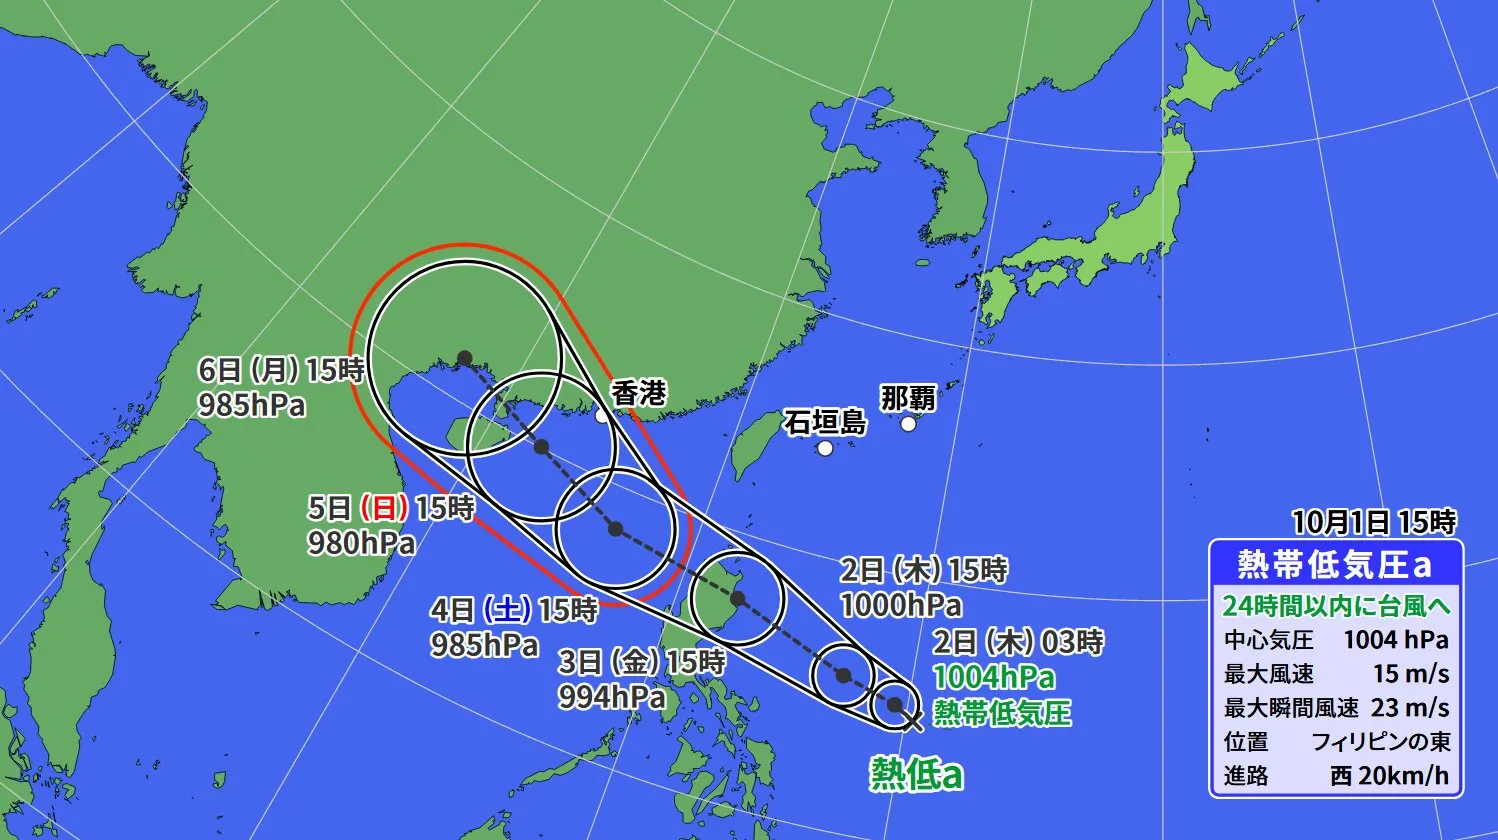 香港
那覇
石垣島
6日（月）15時
985hPa
5日（日）15時
980hPa
4日（土）15時
985hPa
3日（金）15時
994hPa
2日（木）15時
1000hPa
2日（木）03時
1004hPa
熱帯低気圧
熱低a
10月1日 15時
熱帯低気圧a
24時間以内に台風へ
中心気圧 1004 hPa
最大風速 15 m/s
最大瞬間風速 23 m/s
位置 フィリピンの東
進路 西 20km/h